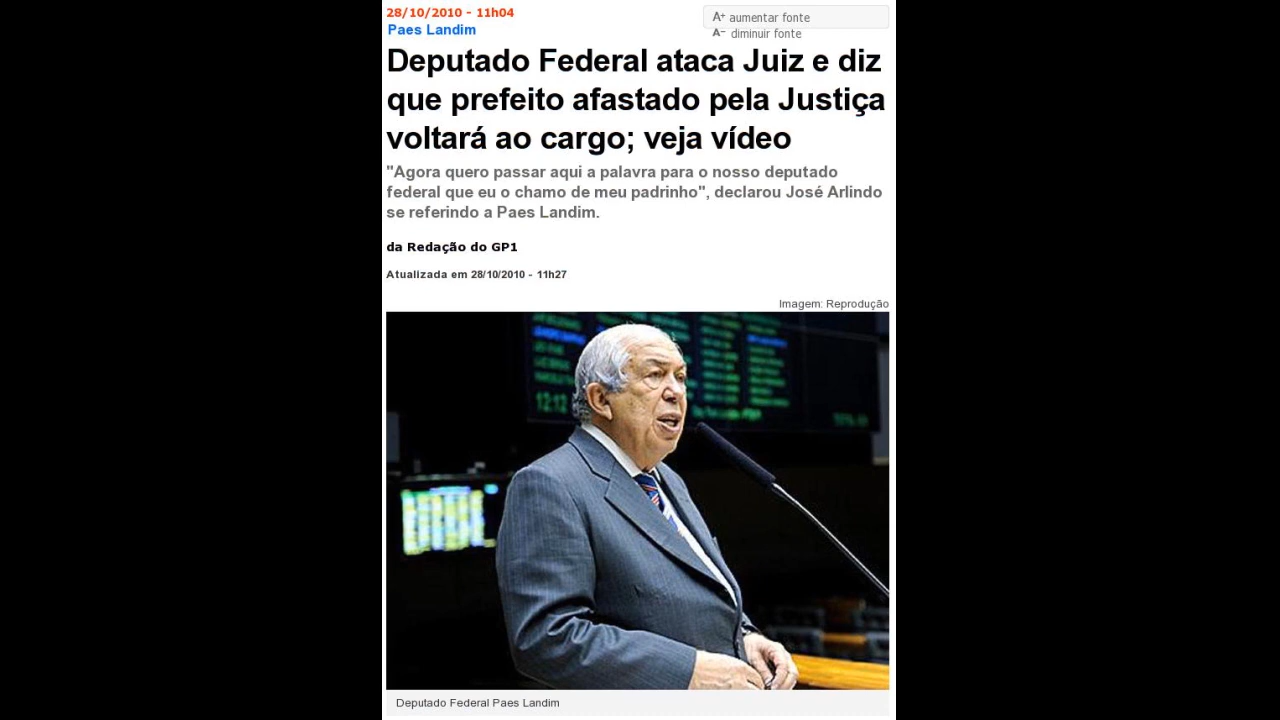 28/10/2010 - 11h04
A+ aumentar fonte
Paes Landim
A- diminuir fonte
Deputado Federal ataca Juiz e diz
que prefeito afastado pela Justiça
voltará ao cargo; veja vídeo
"Agora quero passar aqui a palavra para o nosso deputado
federal que eu o chamo de meu padrinho", declarou José Arlindo
se referindo a Paes Landim.
da Redação do GP1
Atualizada em 28/10/2010 - 11h27
Imagem: Reprodução
12:12
Deputado Federal Paes Landim